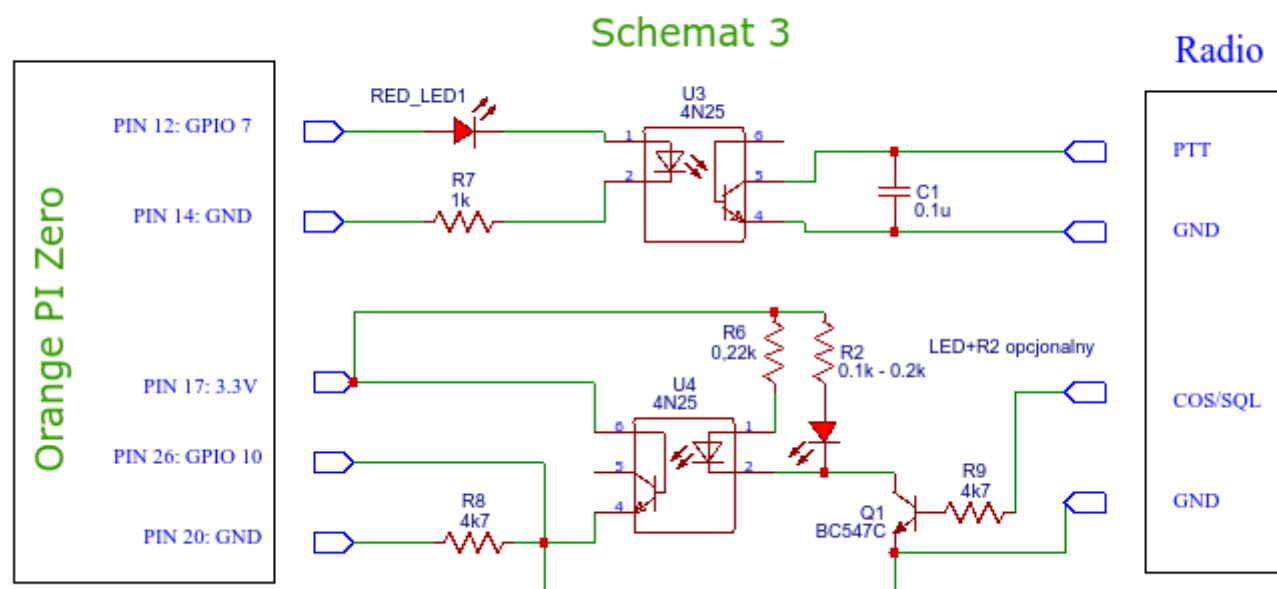 Schemat 3
Radio
Orange PI Zero
RED_LED1
U3
4N25
PIN 12: GPIO 7
1
6
PTT
2
5
R7
1k
C1
0.1u
PIN 14: GND
4
GND
R6
0,22k
R2
0.1k - 0.2k
LED+R2 opcjonalny
PIN 17: 3.3V
U4
4N25
COS/SQL
6
1
PIN 26: GPIO 10
5
2
R9
4k7
R8
4k7
4
Q1
BC547C
GND
PIN 20: GND